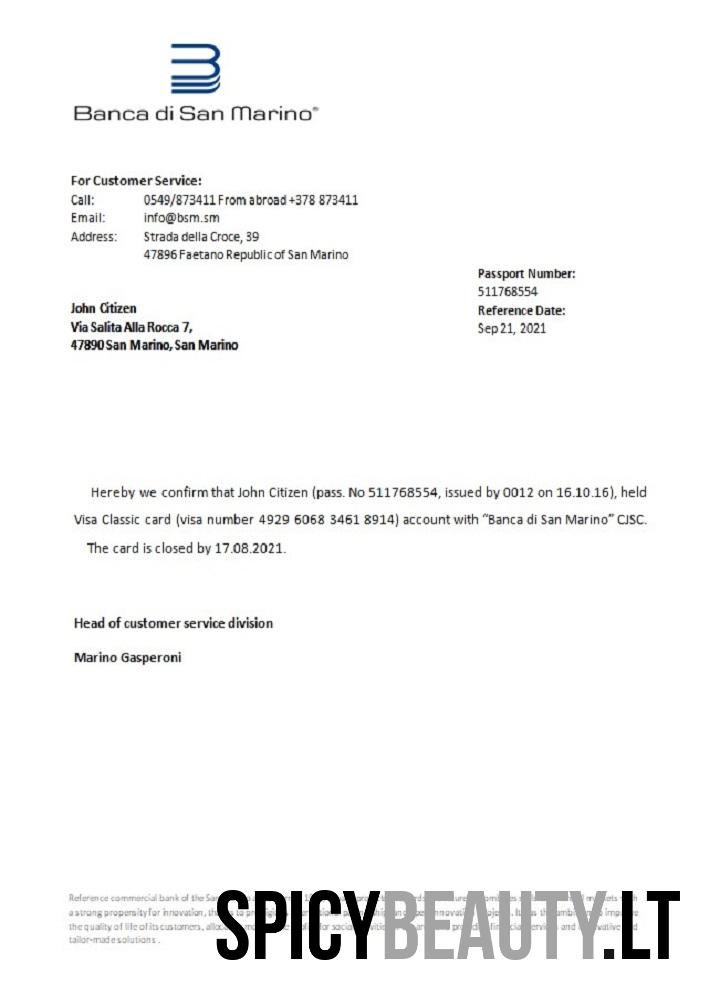 Banca di San Marino®
For Customer Service:
Call: 0549/873411 From abroad +378 873411
Email: info@bsm.sm
Address: Strada della Croce, 39
47896 Faetano Republic of San Marino
Passport Number:
511768554
Reference Date:
Sep 21, 2021
John Citizen
Via Salita Alla Rocca 7,
47890 San Marino, San Marino
Hereby we confirm that John Citizen (pass. No 511768554, issued by 0012 on 16.10.16), held
Visa Classic card (visa number 4929 6068 3461 8914) account with “Banca di San Marino” CJSC.
The card is closed by 17.08.2021.
Head of customer service division
Marino Gasperoni
Reference commercial bank of the
a strong propensity for innovation,
the quality of life of its customers,
tailor-made solutions .
SPICYBEAUTY.LT